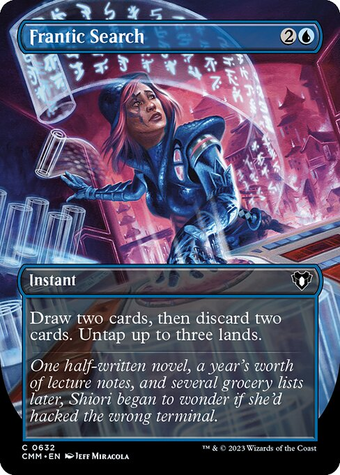 Frantic Search 2
Instant
Draw two cards, then discard two
cards. Untap up to three lands.
One half-written novel, a year's worth
of lecture notes, and several grocery lists
later, Shiori began to wonder if she'd
hacked the wrong terminal.
C 0632
CMM • EN Jeff Miracola
™ & © 2023 Wizards of the Coast